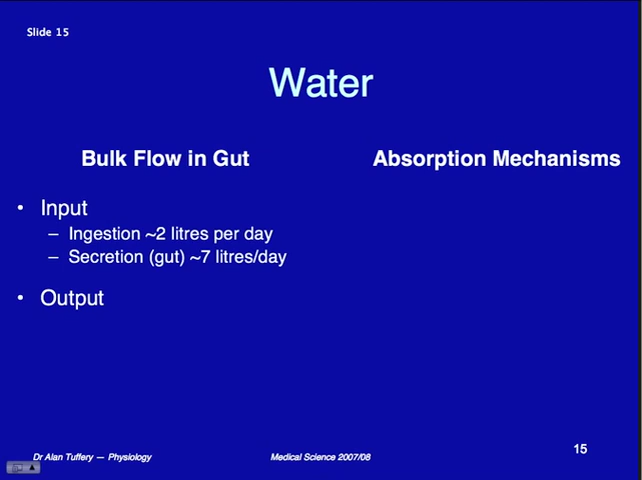 Slide 15
Water
Bulk Flow in Gut
Absorption Mechanisms
• Input
– Ingestion ~2 litres per day
– Secretion (gut) ~7 litres/day
• Output
Dr Alan Tuffery — Physiology
Medical Science 2007/08
15